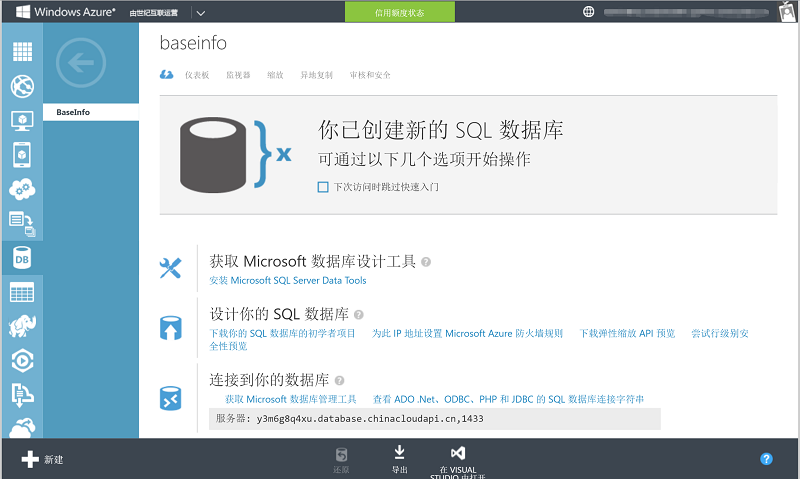 Windows Azure* 由世纪互联运营 信用额度状态
baseinfo
仪表板 监视器 缩放 异地复制 审核和安全
BaseInfo
你已创建新的 SQL 数据库
可通过以下几个选项开始操作
下次访问时跳过快速入门
获取 Microsoft 数据库设计工具 ?
安装 Microsoft SQL Server Data Tools
DB
设计你的 SQL 数据库 ?
下载你的 SQL 数据库的初学者项目 为此 IP 地址设置 Microsoft Azure 防火墙规则 下载弹性缩放 API 预览 尝试行级别安
全性预览
连接到你的数据库 ?
获取 Microsoft 数据库管理工具 查看 ADO .Net、ODBC、PHP 和 JDBC 的 SQL 数据库连接字符串
服务器: y3m6g8q4xu.database.chinacloudapi.cn,1433
新建 还原 导出 在 VISUAL
STUDIO 中打开 ?